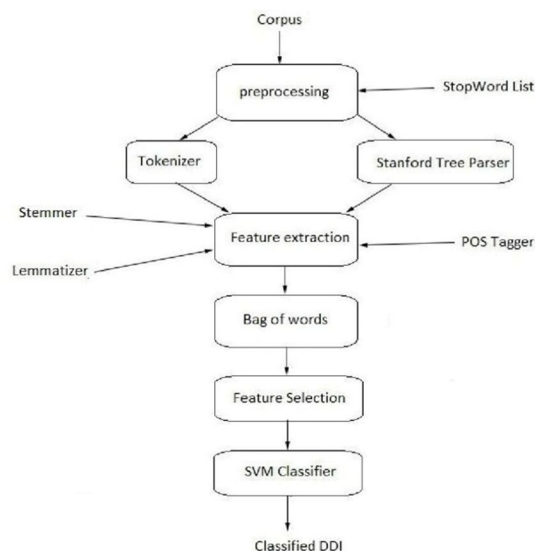 Corpus
preprocessing
StopWord List
Tokenizer
Stanford Tree Parser
Stemmer
Feature extraction
POS Tagger
Lemmatizer
Bag of words
Feature Selection
SVM Classifier
Classified DDI